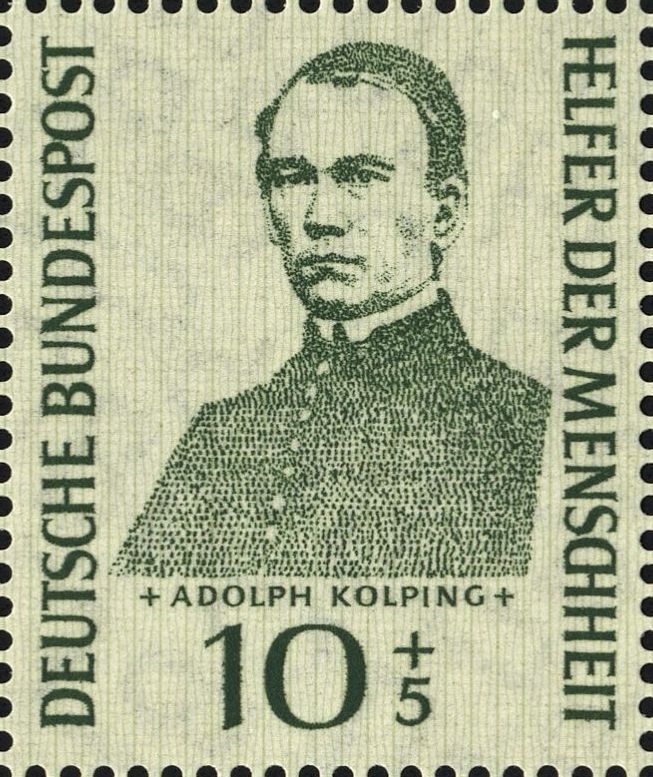 DEUTSCHE BUNDESPOST
HELFER DER MENSCHHEIT
+ ADOLPH KOLPING +
10 + 5